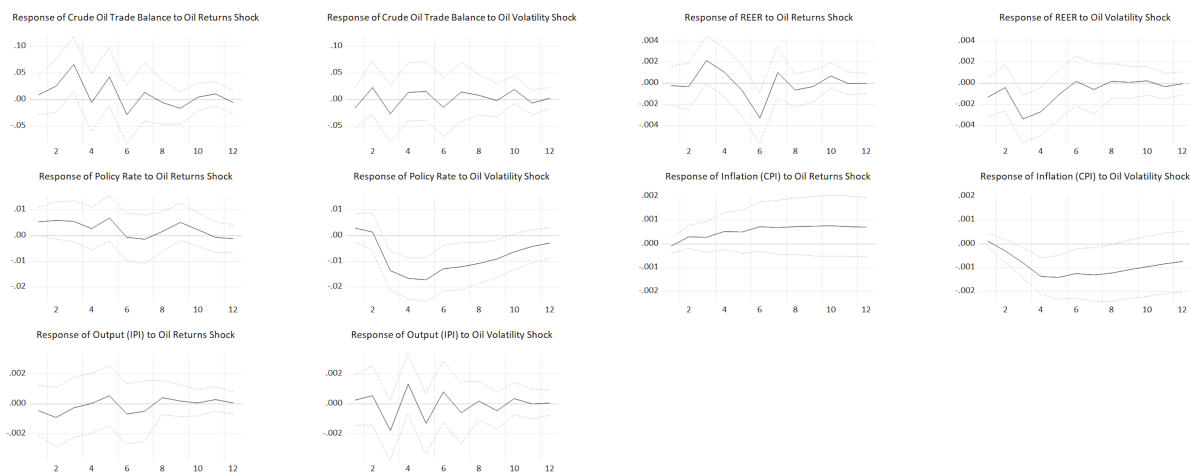 Response of Crude Oil Trade Balance to Oil Returns Shock
.10
.05
.00
-.05
2 4 6 8 10 12
Response of Crude Oil Trade Balance to Oil Volatility Shock
.10
.05
.00
-.05
2 4 6 8 10 12
Response of REER to Oil Returns Shock
.004
.002
.000
-.002
-.004
2 4 6 8 10 12
Response of REER to Oil Volatility Shock
.004
.002
.000
-.002
-.004
2 4 6 8 10 12
Response of Policy Rate to Oil Returns Shock
.01
.00
-.01
-.02
2 4 6 8 10 12
Response of Policy Rate to Oil Volatility Shock
.01
.00
-.01
-.02
2 4 6 8 10 12
Response of Inflation (CPI) to Oil Returns Shock
.002
.001
.000
-.001
-.002
2 4 6 8 10 12
Response of Inflation (CPI) to Oil Volatility Shock
.002
.001
.000
-.001
-.002
2 4 6 8 10 12
Response of Output (IPI) to Oil Returns Shock
.002
.000
-.002
2 4 6 8 10 12
Response of Output (IPI) to Oil Volatility Shock
.002
.000
-.002
2 4 6 8 10 12